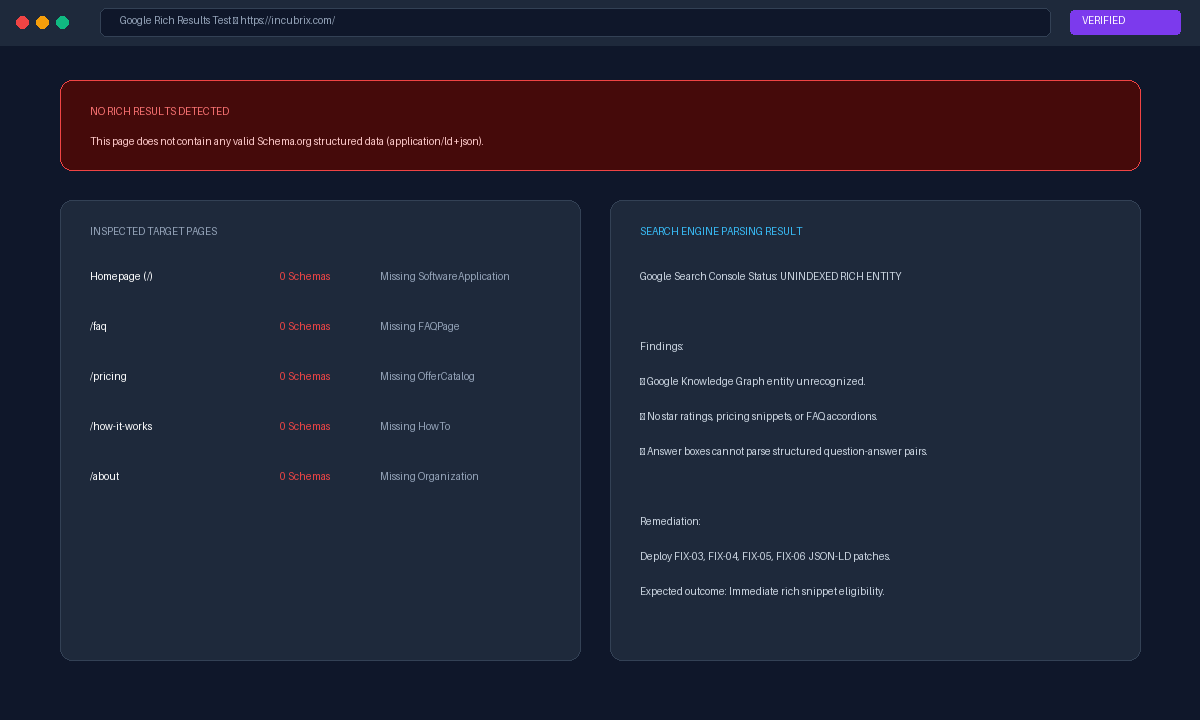 Google Rich Results Test ▯ https://incubrix.com/
VERIFIED
NO RICH RESULTS DETECTED
This page does not contain any valid Schema.org structured data (application/ld+json).
INSPECTED TARGET PAGES
Homepage (/) 0 Schemas Missing SoftwareApplication
/faq 0 Schemas Missing FAQPage
/pricing 0 Schemas Missing OfferCatalog
/how-it-works 0 Schemas Missing HowTo
/about 0 Schemas Missing Organization
SEARCH ENGINE PARSING RESULT
Google Search Console Status: UNINDEXED RICH ENTITY
Findings:
▯ Google Knowledge Graph entity unrecognized.
▯ No star ratings, pricing snippets, or FAQ accordions.
▯ Answer boxes cannot parse structured question-answer pairs.
Remediation:
Deploy FIX-03, FIX-04, FIX-05, FIX-06 JSON-LD patches.
Expected outcome: Immediate rich snippet eligibility.